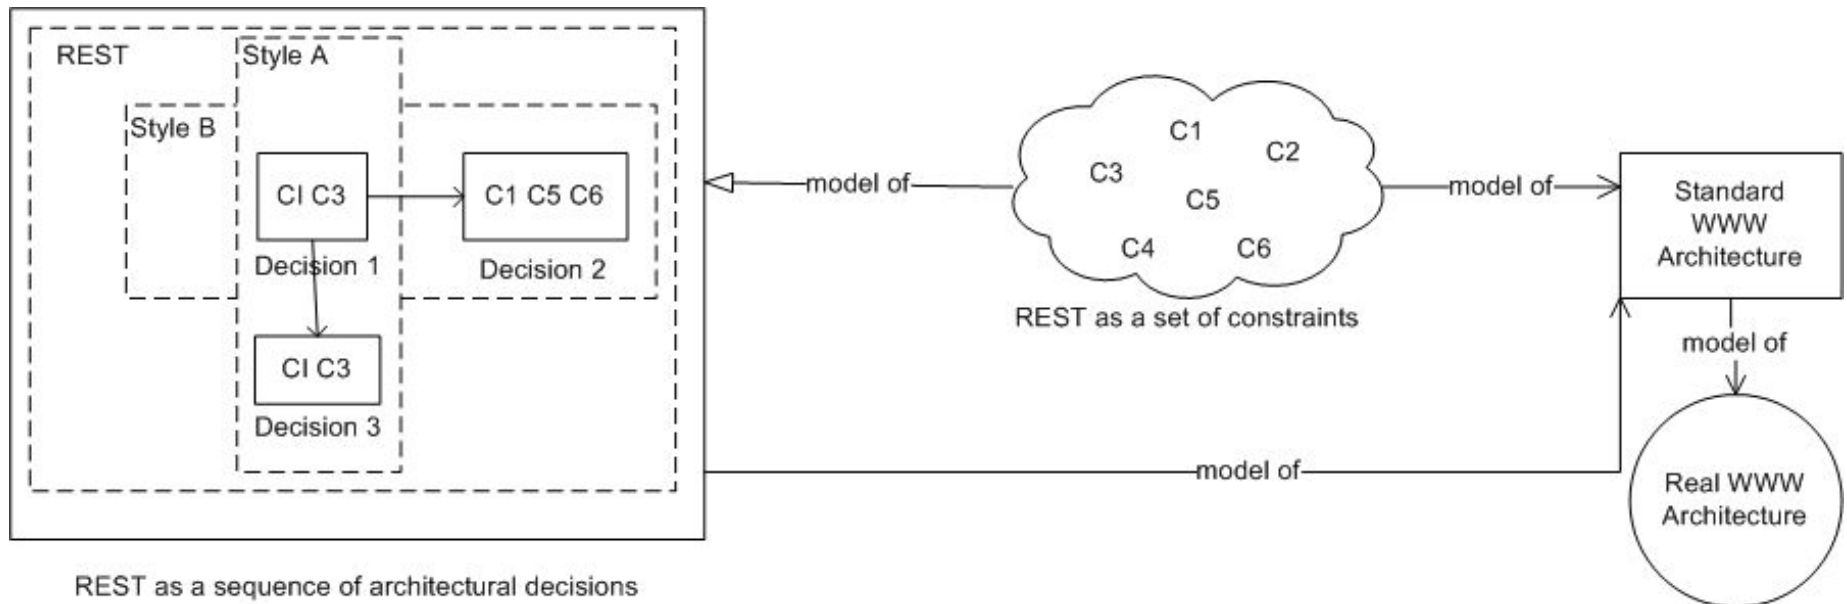 REST
Style A
Style B
CI C3
C1 C5 C6
Decision 1
Decision 2
CI C3
Decision 3
REST as a sequence of architectural decisions
model of
C1
C2
C3
C5
C4
C6
REST as a set of constraints
model of
Standard
WWW
Architecture
model of
model of
Real WWW
Architecture